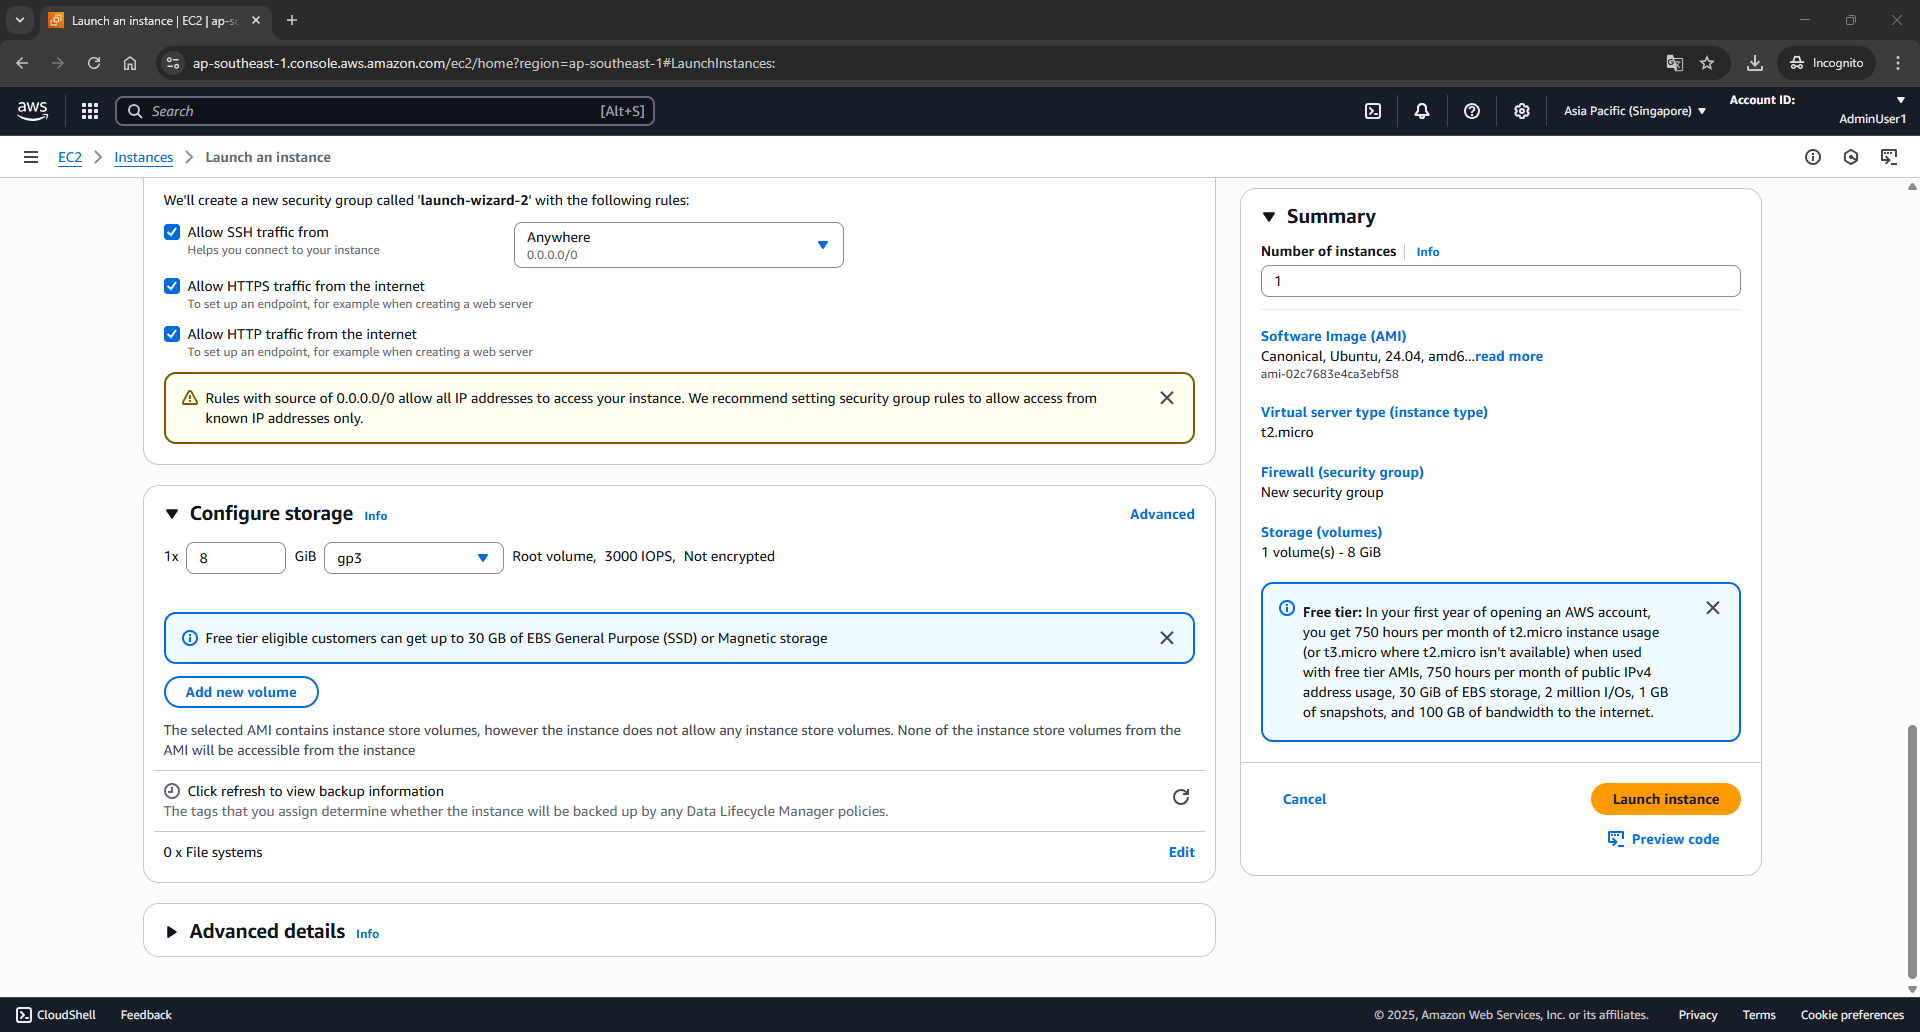 Launch an instance | EC2 | ap-sc
ap-southeast-1.console.aws.amazon.com/ec2/home?region=ap-southeast-1#LaunchInstances:
Incognito
aws
Search
[Alt+S]
Asia Pacific (Singapore)
Account ID:
AdminUser1
EC2
Instances
Launch an instance
We'll create a new security group called 'launch-wizard-2' with the following rules:
Allow SSH traffic from
Helps you connect to your instance
Anywhere
0.0.0.0/0
Allow HTTPS traffic from the internet
To set up an endpoint, for example when creating a web server
Allow HTTP traffic from the internet
To set up an endpoint, for example when creating a web server
Rules with source of 0.0.0.0/0 allow all IP addresses to access your instance. We recommend setting security group rules to allow access from
known IP addresses only.
Configure storage Info
Advanced
1x 8 GiB gp3 Root volume, 3000 IOPS, Not encrypted
Free tier eligible customers can get up to 30 GB of EBS General Purpose (SSD) or Magnetic storage
Add new volume
The selected AMI contains instance store volumes, however the instance does not allow any instance store volumes. None of the instance store volumes from the
AMI will be accessible from the instance
Click refresh to view backup information
The tags that you assign determine whether the instance will be backed up by any Data Lifecycle Manager policies.
0 x File systems
Edit
Advanced details Info
Summary
Number of instances Info
1
Software Image (AMI)
Canonical, Ubuntu, 24.04, amd6...read more
ami-02c7683e4ca3ebf58
Virtual server type (instance type)
t2.micro
Firewall (security group)
New security group
Storage (volumes)
1 volume(s) - 8 GiB
Free tier: In your first year of opening an AWS account,
you get 750 hours per month of t2.micro instance usage
(or t3.micro where t2.micro isn't available) when used
with free tier AMIs, 750 hours per month of public IPv4
address usage, 30 GiB of EBS storage, 2 million I/Os, 1 GB
of snapshots, and 100 GB of bandwidth to the internet.
Cancel
Launch instance
Preview code
CloudShell
Feedback
© 2025, Amazon Web Services, Inc. or its affiliates.
Privacy
Terms
Cookie preferences